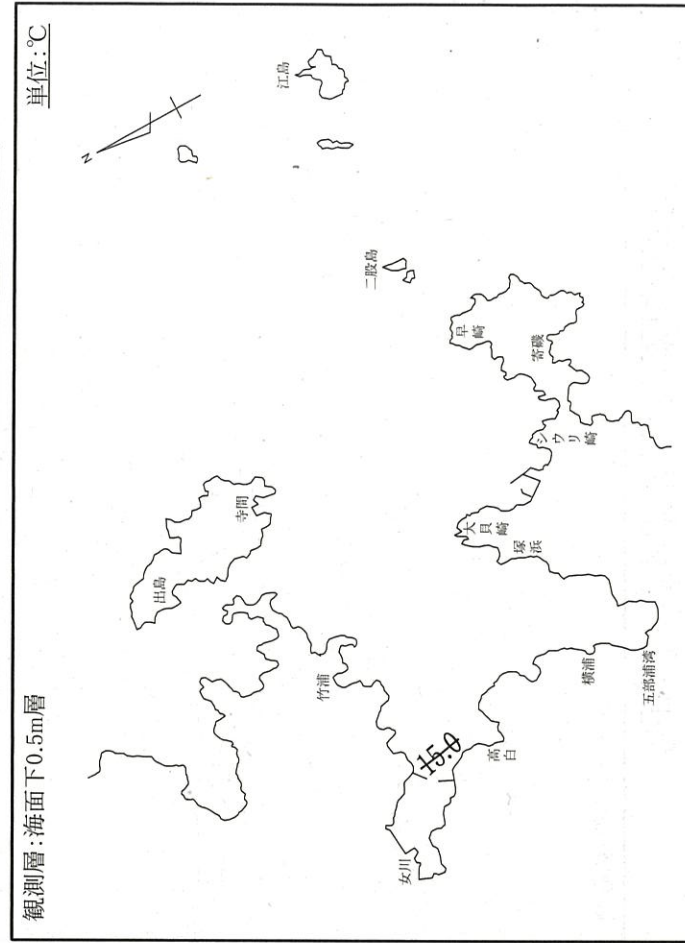 観測層:海面下0.5m層
単位:℃
N
江島
二股島
早崎
寄磯
シウリ崎
大貝崎
塚浜
寺間
出島
竹浦
横浦
五部浦湾
高白
15.0
女川